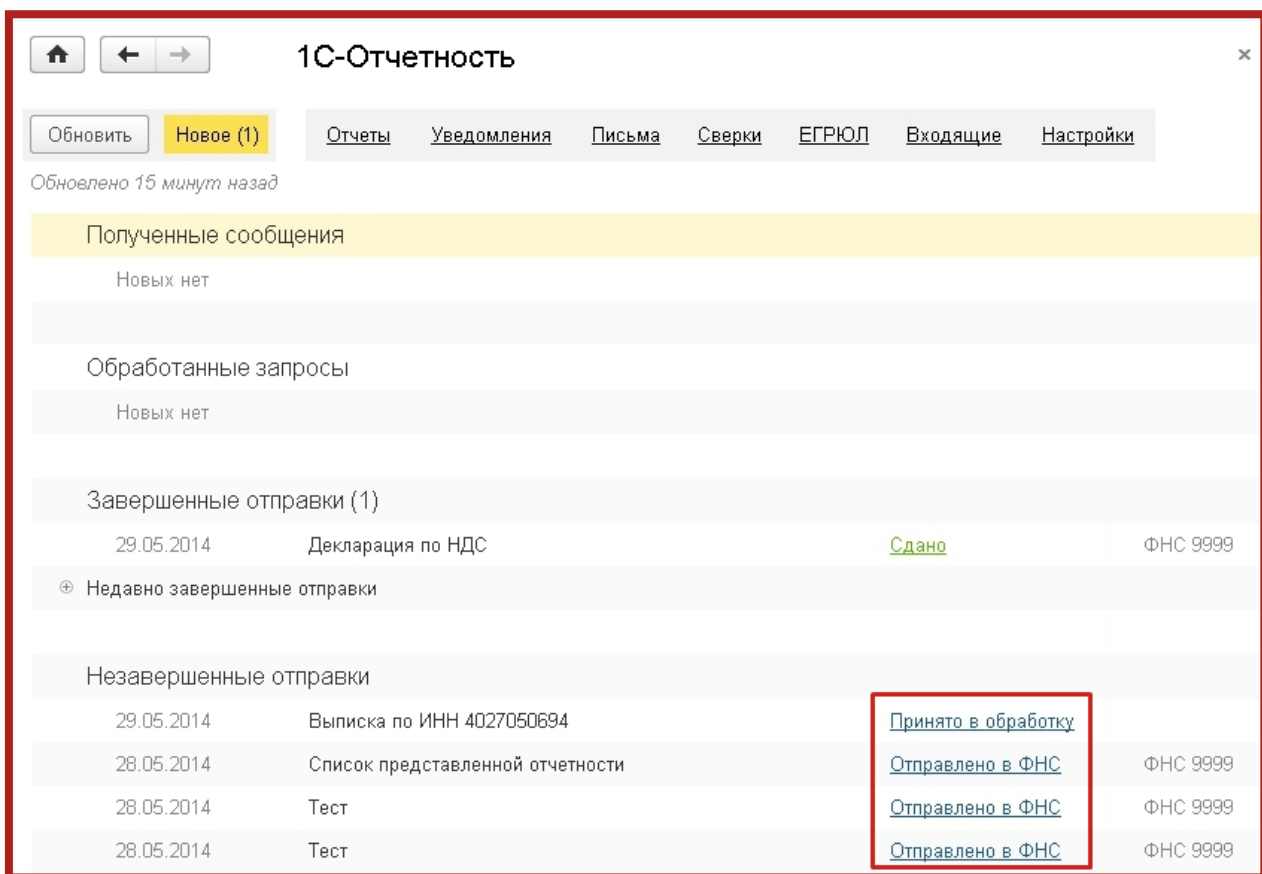 1С-Отчетность
Обновить Новое (1) Отчеты Уведомления Письма Сверки ЕГРЮЛ Входящие Настройки
Обновлено 15 минут назад
Полученные сообщения
Новых нет
Обработанные запросы
Новых нет
Завершенные отправки (1)
29.05.2014 Декларация по НДС Сдано ФНС 9999
Недавно завершенные отправки
Незавершенные отправки
29.05.2014 Выписка по ИНН 4027050694 Принято в обработку
28.05.2014 Список представленной отчетности Отправлено в ФНС ФНС 9999
28.05.2014 Тест Отправлено в ФНС ФНС 9999
28.05.2014 Тест Отправлено в ФНС ФНС 9999